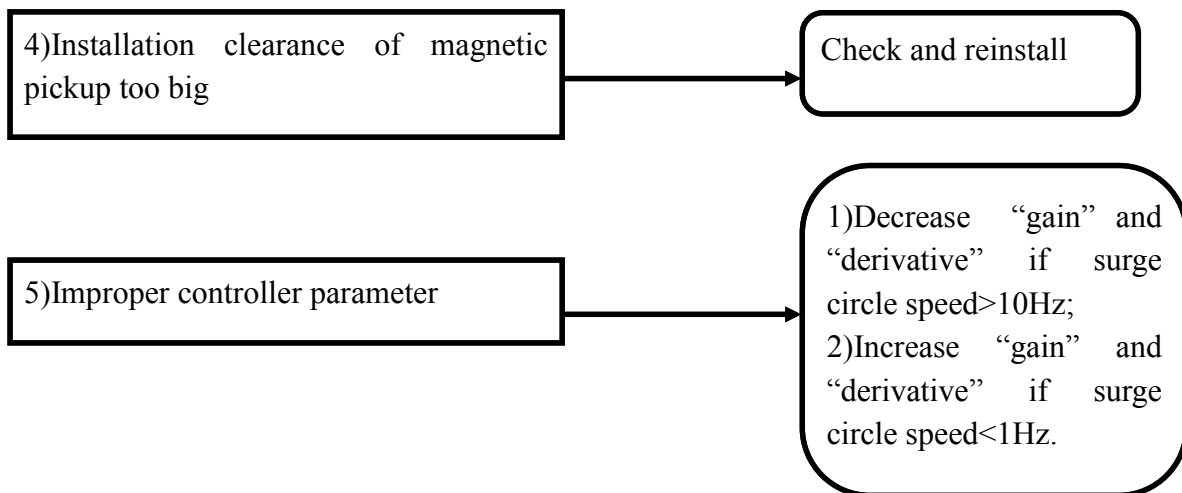 4)Installation clearance of magnetic
pickup too big
Check and reinstall
5)Improper controller parameter
1)Decrease “gain” and
“derivative” if surge
circle speed>10Hz;
2)Increase “gain” and
“derivative” if surge
circle speed<1Hz.